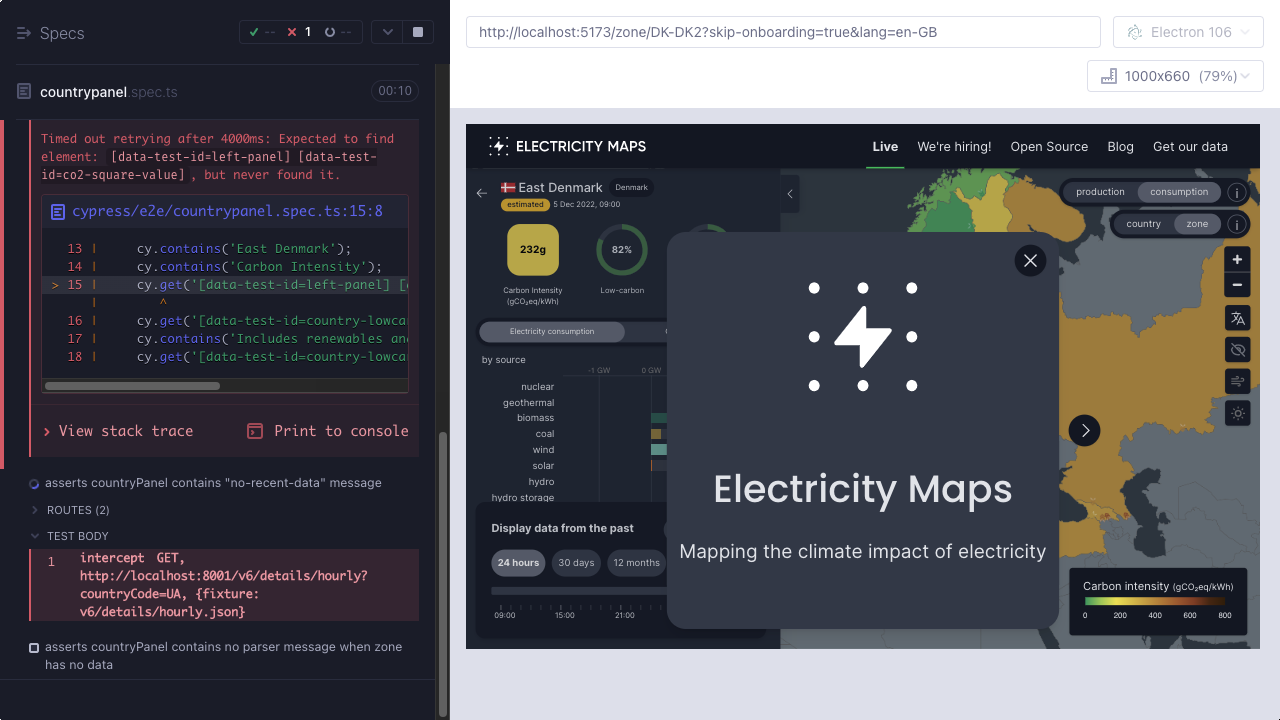 Specs
-- 1 --
countrypanel.spec.ts 00:10
Timed out retrying after 4000ms: Expected to find
element: [data-test-id=left-panel] [data-test-
id=co2-square-value], but never found it.
cypress/e2e/countrypanel.spec.ts:15:8
13 | cy.contains('East Denmark');
14 | cy.contains('Carbon Intensity');
> 15 | cy.get('[data-test-id=left-panel] [
| ^
16 | cy.get('[data-test-id=country-lowca
17 | cy.contains('Includes renewables an
18 | cy.get('[data-test-id=country-lowca
View stack trace Print to console
asserts countryPanel contains "no-recent-data" message
ROUTES (2)
TEST BODY
1 intercept GET,
http://localhost:8001/v6/details/hourly?
countryCode=UA, {fixture:
v6/details/hourly.json}
asserts countryPanel contains no parser message when zone
has no data
http://localhost:5173/zone/DK-DK2?skip-onboarding=true&lang=en-GB
Electron 106
1000x660 (79%)
ELECTRICITY MAPS
Live We're hiring! Open Source Blog Get our data
East Denmark Denmark
estimated 5 Dec 2022, 09:00
232g 82%
Carbon Intensity
(gCO₂eq/kWh)
Low-carbon
Electricity consumption
by source
-1 GW 0 GW
nuclear
geothermal
biomass
coal
wind
solar
hydro
hydro storage
Display data from the past
24 hours 30 days 12 months
09:00 15:00 21:00
production consumption
country zone
Electricity Maps
Mapping the climate impact of electricity
Carbon intensity (gCO₂eq/kWh)
0 200 400 600 800